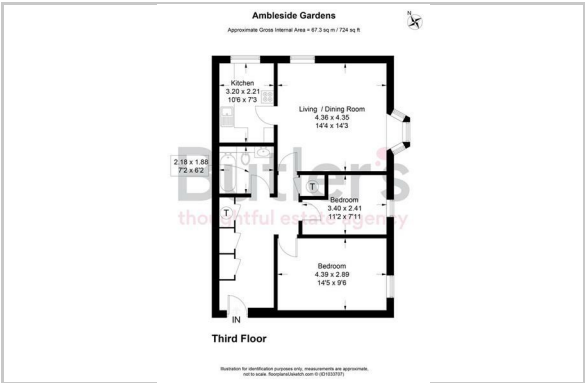 Ambleside Gardens
Approximate Gross Internal Area = 67.3 sq m / 724 sq ft
N
Kitchen
3.20 x 2.21
10'6 x 7'3
Living / Dining Room
4.36 x 4.35
14'4 x 14'3
2.18 x 1.88
7'2 x 6'2
Butler's
thoughtful estate agency
T
T
Bedroom
3.40 x 2.41
11'2 x 7'11
Bedroom
4.39 x 2.89
14'5 x 9'6
IN
Third Floor
Illustration for identification purposes only, measurements are approximate,
not to scale. floorplansUsketch.com © (ID1033707)